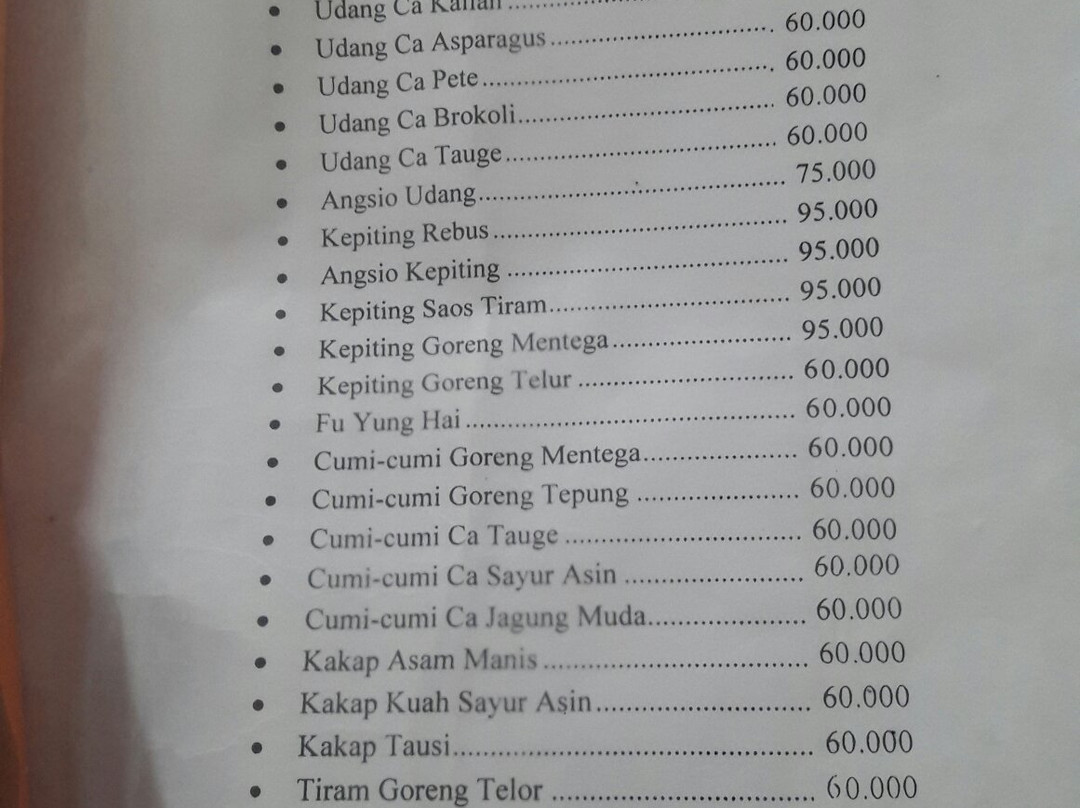 • Udang Ca Kailan..........
• Udang Ca Asparagus.......... 60.000
• Udang Ca Pete.......... 60.000
• Udang Ca Brokoli.......... 60.000
• Udang Ca Tauge.......... 60.000
• Angsio Udang.......... 75.000
• Kepiting Rebus.......... 95.000
• Angsio Kepiting .......... 95.000
• Kepiting Saos Tiram.......... 95.000
• Kepiting Goreng Mentega.......... 95.000
• Kepiting Goreng Telur .......... 60.000
• Fu Yung Hai.......... 60.000
• Cumi-cumi Goreng Mentega.......... 60.000
• Cumi-cumi Goreng Tepung .......... 60.000
• Cumi-cumi Ca Tauge .......... 60.000
• Cumi-cumi Ca Sayur Asin .......... 60.000
• Cumi-cumi Ca Jagung Muda.......... 60.000
• Kakap Asam Manis.......... 60.000
• Kakap Kuah Sayur Asin.......... 60.000
• Kakap Tausi.......... 60.000
• Tiram Goreng Telor .......... 60.000